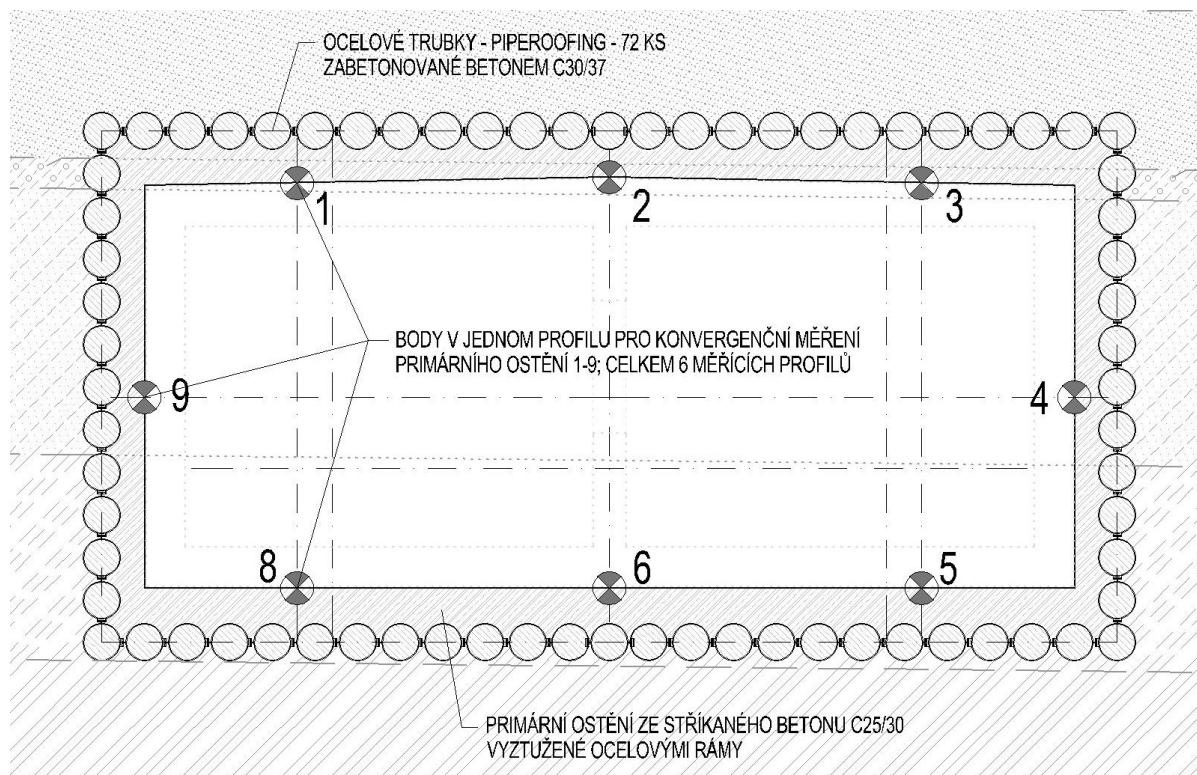 OCELOVÉ TRUBKY - PIPEROOFING - 72 KS
ZABETONOVANÉ BETONEM C30/37
1
2
3
BODY V JEDNOM PROFILU PRO KONVERGENČNÍ MĚŘENÍ
PRIMÁRNÍHO OSTĚNÍ 1-9; CELKEM 6 MĚŘÍCÍCH PROFILŮ
9
4
8
6
5
PRIMÁRNÍ OSTĚNÍ ZE STŘÍKANÉHO BETONU C25/30
VYZTUŽENÉ OCELOVÝMI RÁMY